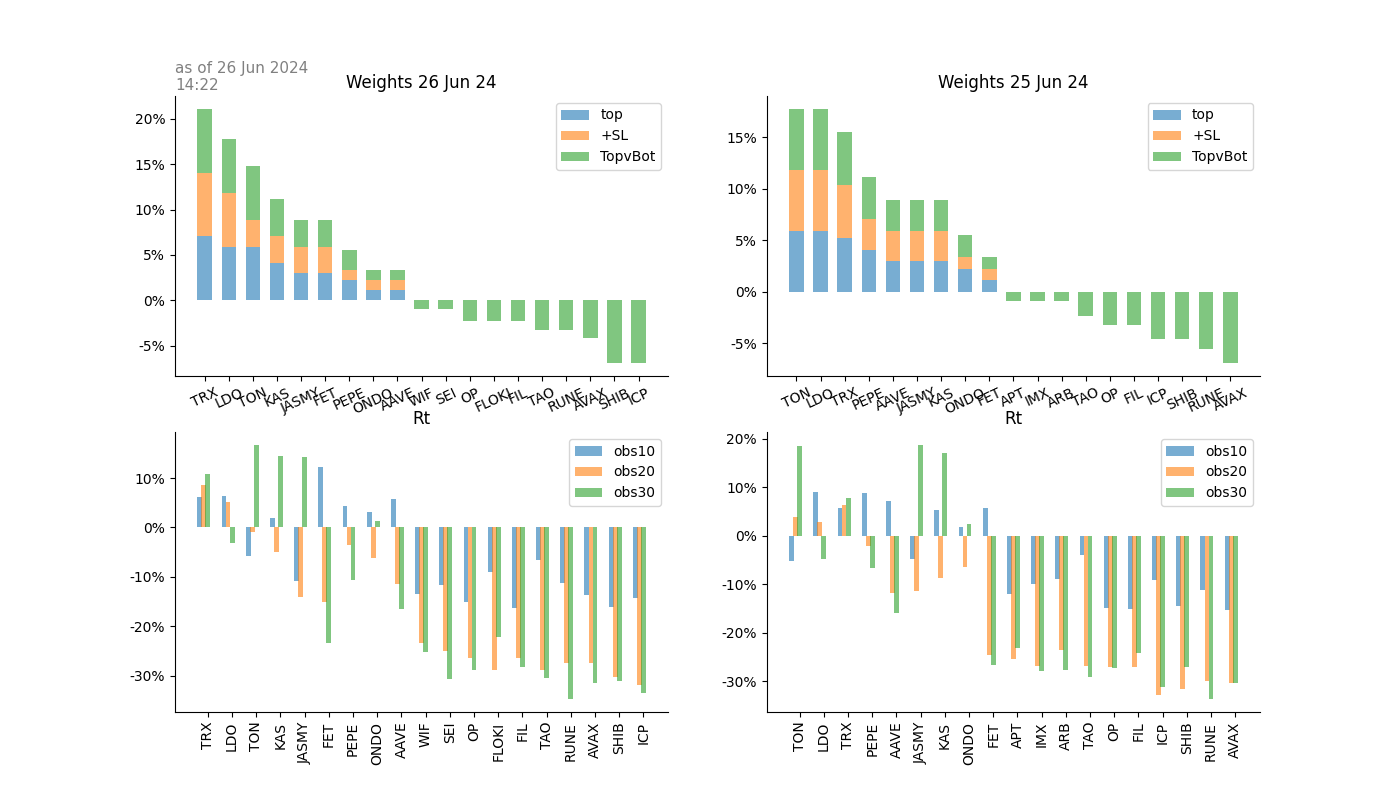 as of 26 Jun 2024
14:22
Weights 26 Jun 24
20%
15%
10%
5%
0%
-5%
top
+SL
TopvBot
TRX LDO TON KAS JASMY FET PEPE ONDO AAVE WIF SEI OP FLOKI FIL TAO RUNE AVAX SHIB ICP
Weights 25 Jun 24
15%
10%
5%
0%
-5%
top
+SL
TopvBot
TON LDO TRX PEPE AAVE JASMY KAS ONDO FET APT IMX ARB TAO OP FIL ICP SHIB RUNE AVAX
Rt
10%
0%
-10%
-20%
-30%
obs10
obs20
obs30
TRX LDO TON KAS JASMY FET PEPE ONDO AAVE WIF SEI OP FLOKI FIL TAO RUNE AVAX SHIB ICP
Rt
20%
10%
0%
-10%
-20%
-30%
obs10
obs20
obs30
TON LDO TRX PEPE AAVE JASMY KAS ONDO FET APT IMX ARB TAO OP FIL ICP SHIB RUNE AVAX